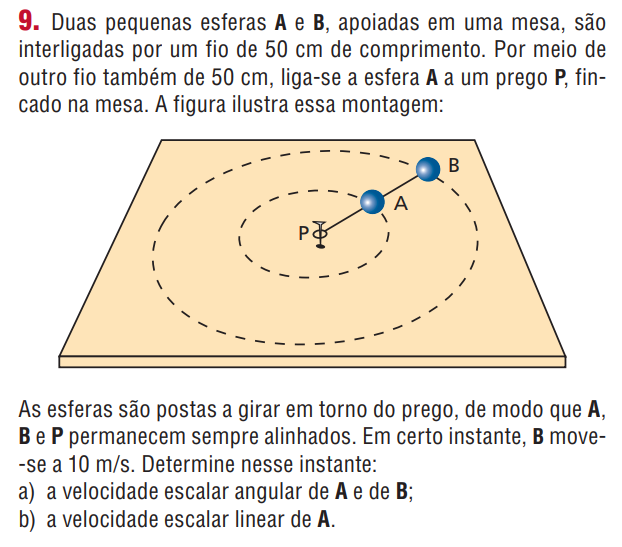 9. Duas pequenas esferas A e B, apoiadas em uma mesa, são
interligadas por um fio de 50 cm de comprimento. Por meio de
outro fio também de 50 cm, liga-se a esfera A a um prego P, fin-
cado na mesa. A figura ilustra essa montagem:
B
A
P
As esferas são postas a girar em torno do prego, de modo que A,
B e P permanecem sempre alinhados. Em certo instante, B move-
-se a 10 m/s. Determine nesse instante:
a) a velocidade escalar angular de A e de B;
b) a velocidade escalar linear de A.